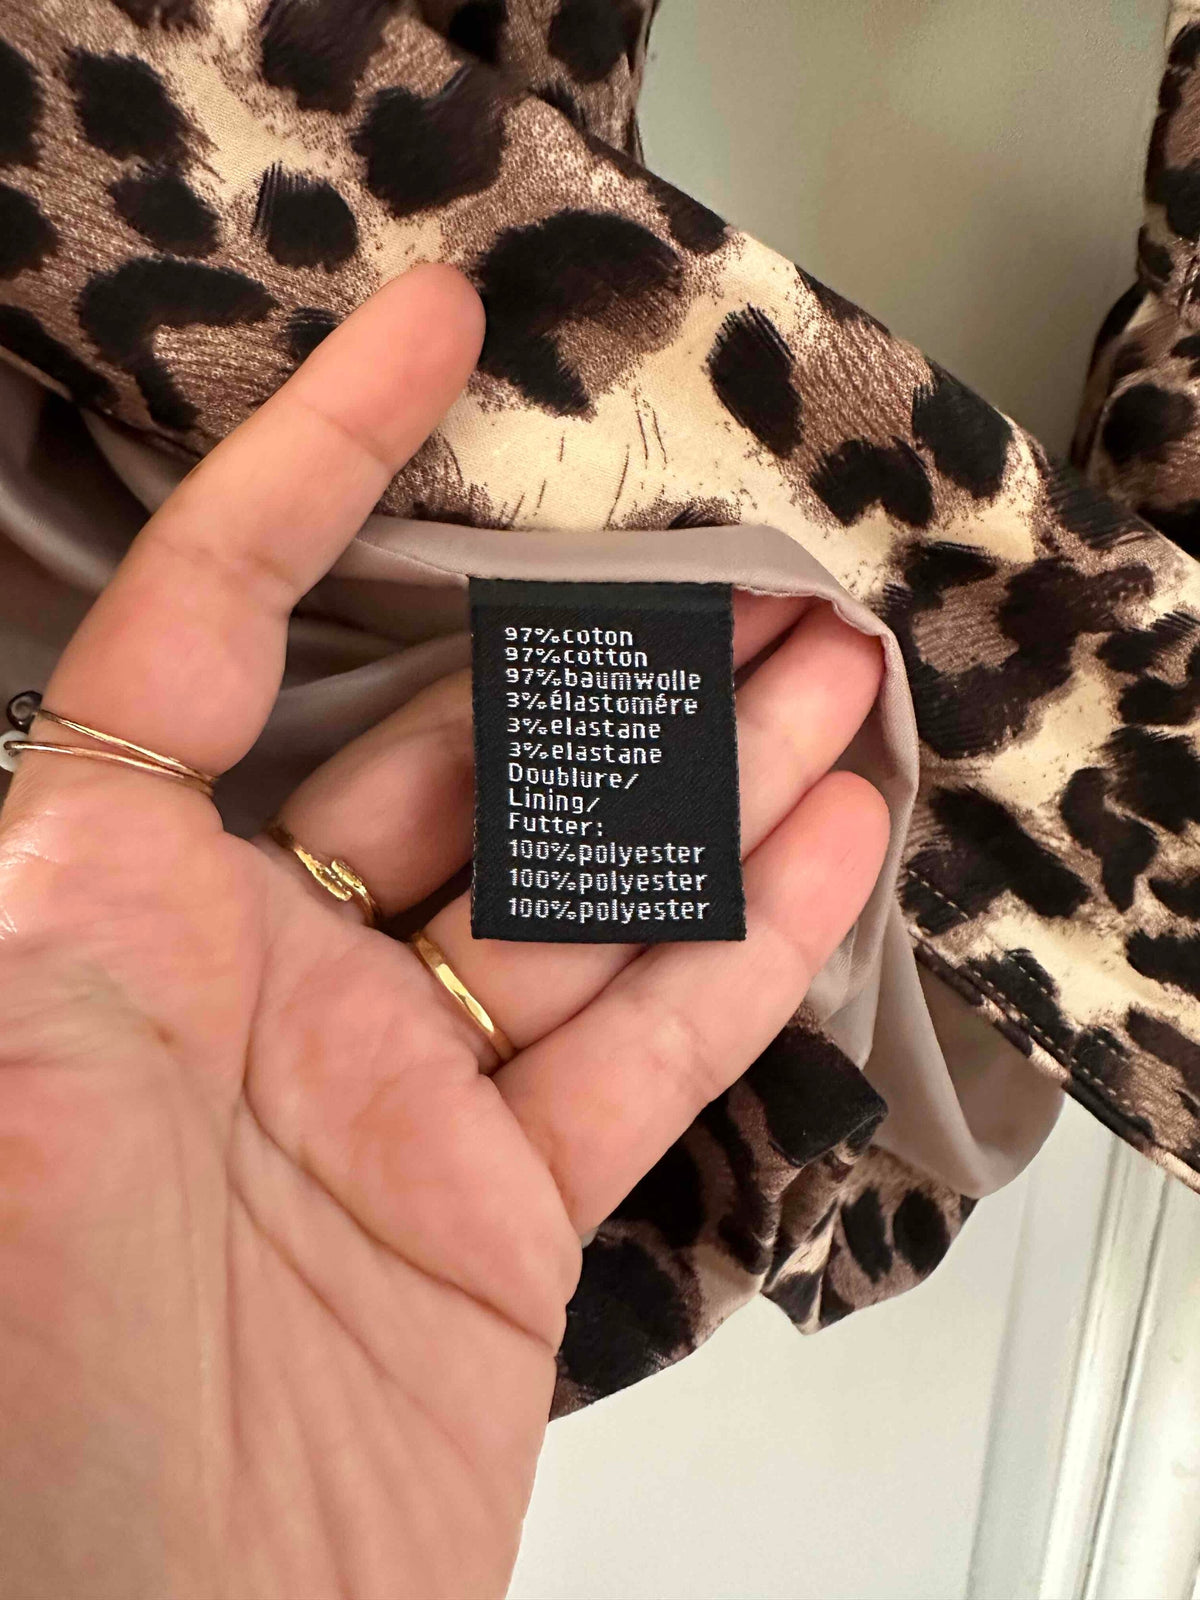 97%coton
97%cotton
97%baumwolle
3%élastomére
3%elastane
3%elastane
Doublure/
Lining/
Futter:
100%polyester
100%polyester
100%polyester